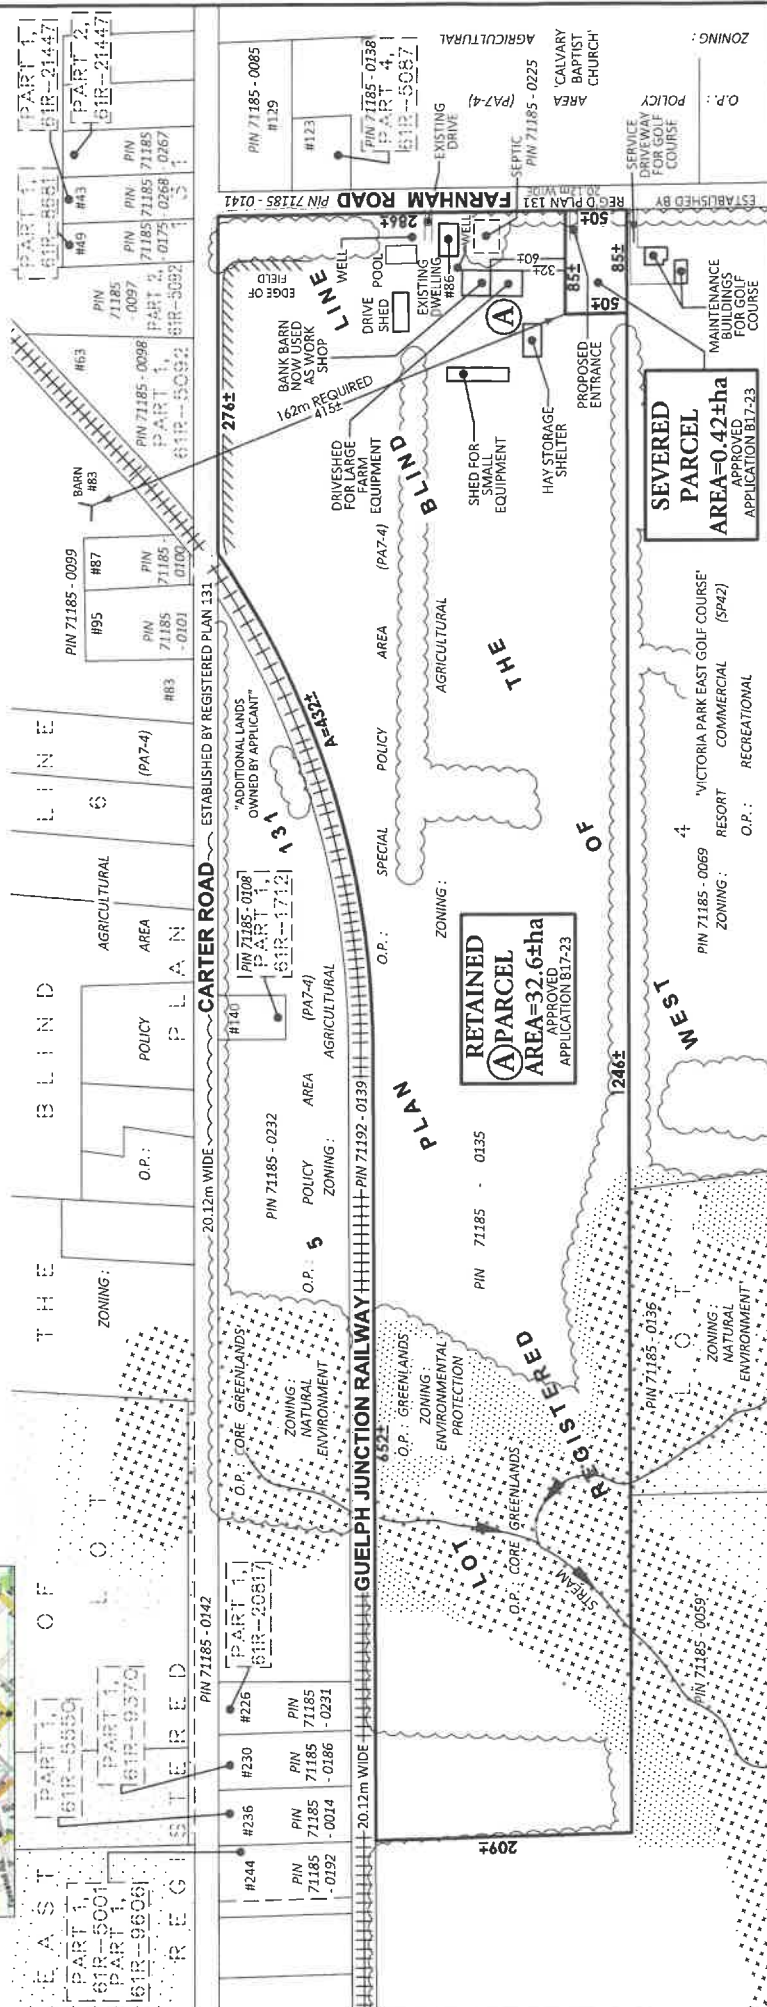 PART 1,
61R-21447
PART 2,
61R-21447
PART 1,
61R-8681
#43
#49
PIN
71185
-0267
PIN
71185
-0268
PIN
71185
-0175
PIN
71185
-0097
PART 2,
61R-5092
#63
PIN 71185 - 0098
PART 1,
61R-5092
BARN
#83
PIN 71185 - 0099
#87
PIN
71185 -
0100
#95
PIN
71185
-0101
#83
PIN 71185 - 0085
#129
#123
PIN 71185 - 0138
PART 4,
61R-5087
ZONING :
AGRICULTURAL
'CALVARY
BAPTIST
CHURCH'
AREA
(PA7-4)
PIN 71185 - 0225
O.P. :
POLICY
EXISTING
DRIVE
SEPTIC
SERVICE
DRIVEWAY
FOR GOLF
COURSE
PIN 71185 - 0141
FARNHAM ROAD
REG'D PLAN 131
20.12m WIDE
ESTABLISHED BY
286±
50±
EDGE OF
FIELD
LINE
WELL
POOL
DRIVE
SHED
EXISTING
DWELLING
#86
WELL
60±
32±
85±
85±
50±
BANK BARN
NOW USED
AS WORK
SHOP
162m REQUIRED
415±
276±
DRIVESHED
FOR LARGE
FARM
EQUIPMENT
A
SHED FOR
SMALL
EQUIPMENT
HAY STORAGE
SHELTER
PROPOSED
ENTRANCE
MAINTENANCE
BUILDINGS
FOR GOLF
COURSE
SEVERED
PARCEL
AREA=0.42±ha
APPROVED
APPLICATION B17-23
BLIND
THE
OF
O.P. : SPECIAL POLICY AREA (PA7-4)
ZONING : AGRICULTURAL
LINE
6
(PA7-4)
AGRICULTURAL
BLIND
AREA
PLAN
POLICY
O.P. :
THE
ZONING :
20.12m WIDE
CARTER ROAD
ESTABLISHED BY REGISTERED PLAN 131
"ADDITIONAL LANDS
OWNED BY APPLICANT"
A=432±
131
PIN 71185-0108
PART 1,
61R-1712
#140
PIN 71185 - 0232
O.P. : 5 POLICY AREA (PA7-4)
ZONING : AGRICULTURAL
PIN 71192 - 0139
RETAINED
A PARCEL
AREA=32.6±ha
APPROVED
APPLICATION B17-23
PIN 71185 - 0069
4
'VICTORIA PARK EAST GOLF COURSE'
ZONING : RESORT COMMERCIAL (SP42)
O.P. : RECREATIONAL
WEST
1246±
PLAN
PIN 71185 - 0135
REGISTERED
LOT
PIN 71185 - 0136
LOT
ZONING :
NATURAL
ENVIRONMENT'
O.P. : 'CORE GREENLANDS'
ZONING :
NATURAL
ENVIRONMENT
GUELPH JUNCTION RAILWAY
652±
O.P. : GREENLANDS'
ZONING
ENVIRONMENTAL
PROTECTION
O.P. : CORE GREENLANDS
STREAM
PIN 71185 - 0059'
OF
LOT
PIN 71185 - 0142
REGISTERED
EAST
PART 1,
61R-5550
PART 1,
61R-9370
PART 1,
61R-5001
PART 1,
61R-9606
PART 1,
61R-20817
#226
PIN
71185
-0231
#230
PIN
71185
-0186
#236
PIN
71185
-0014
#244
PIN
71185
-0192
20.12m WIDE
209±